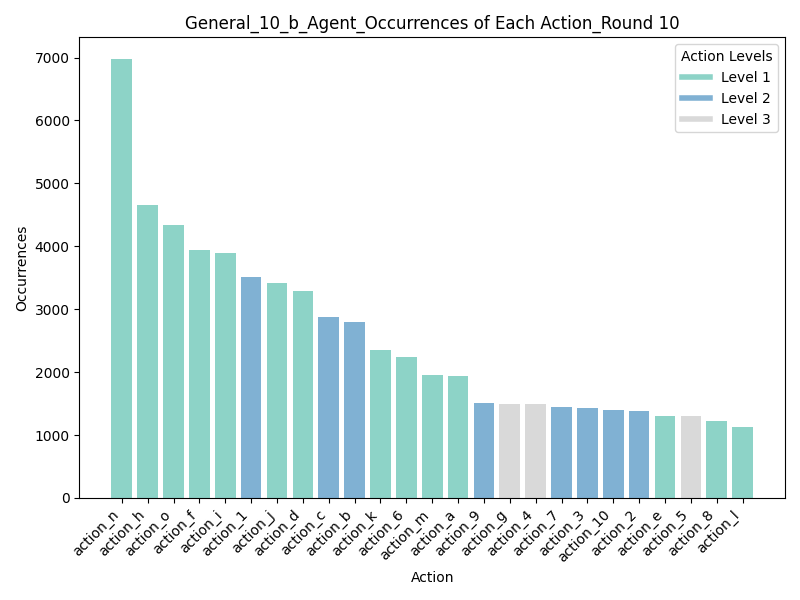 General_10_b_Agent_Occurrences of Each Action_Round 10
Action Levels
Level 1
Level 2
Level 3
Occurrences
7000
6000
5000
4000
3000
2000
1000
0
action_n
action_h
action_o
action_f
action_i
action_1
action_j
action_d
action_c
action_b
action_k
action_6
action_m
action_a
action_9
action_g
action_4
action_7
action_3
action_10
action_2
action_e
action_5
action_8
action_l
Action